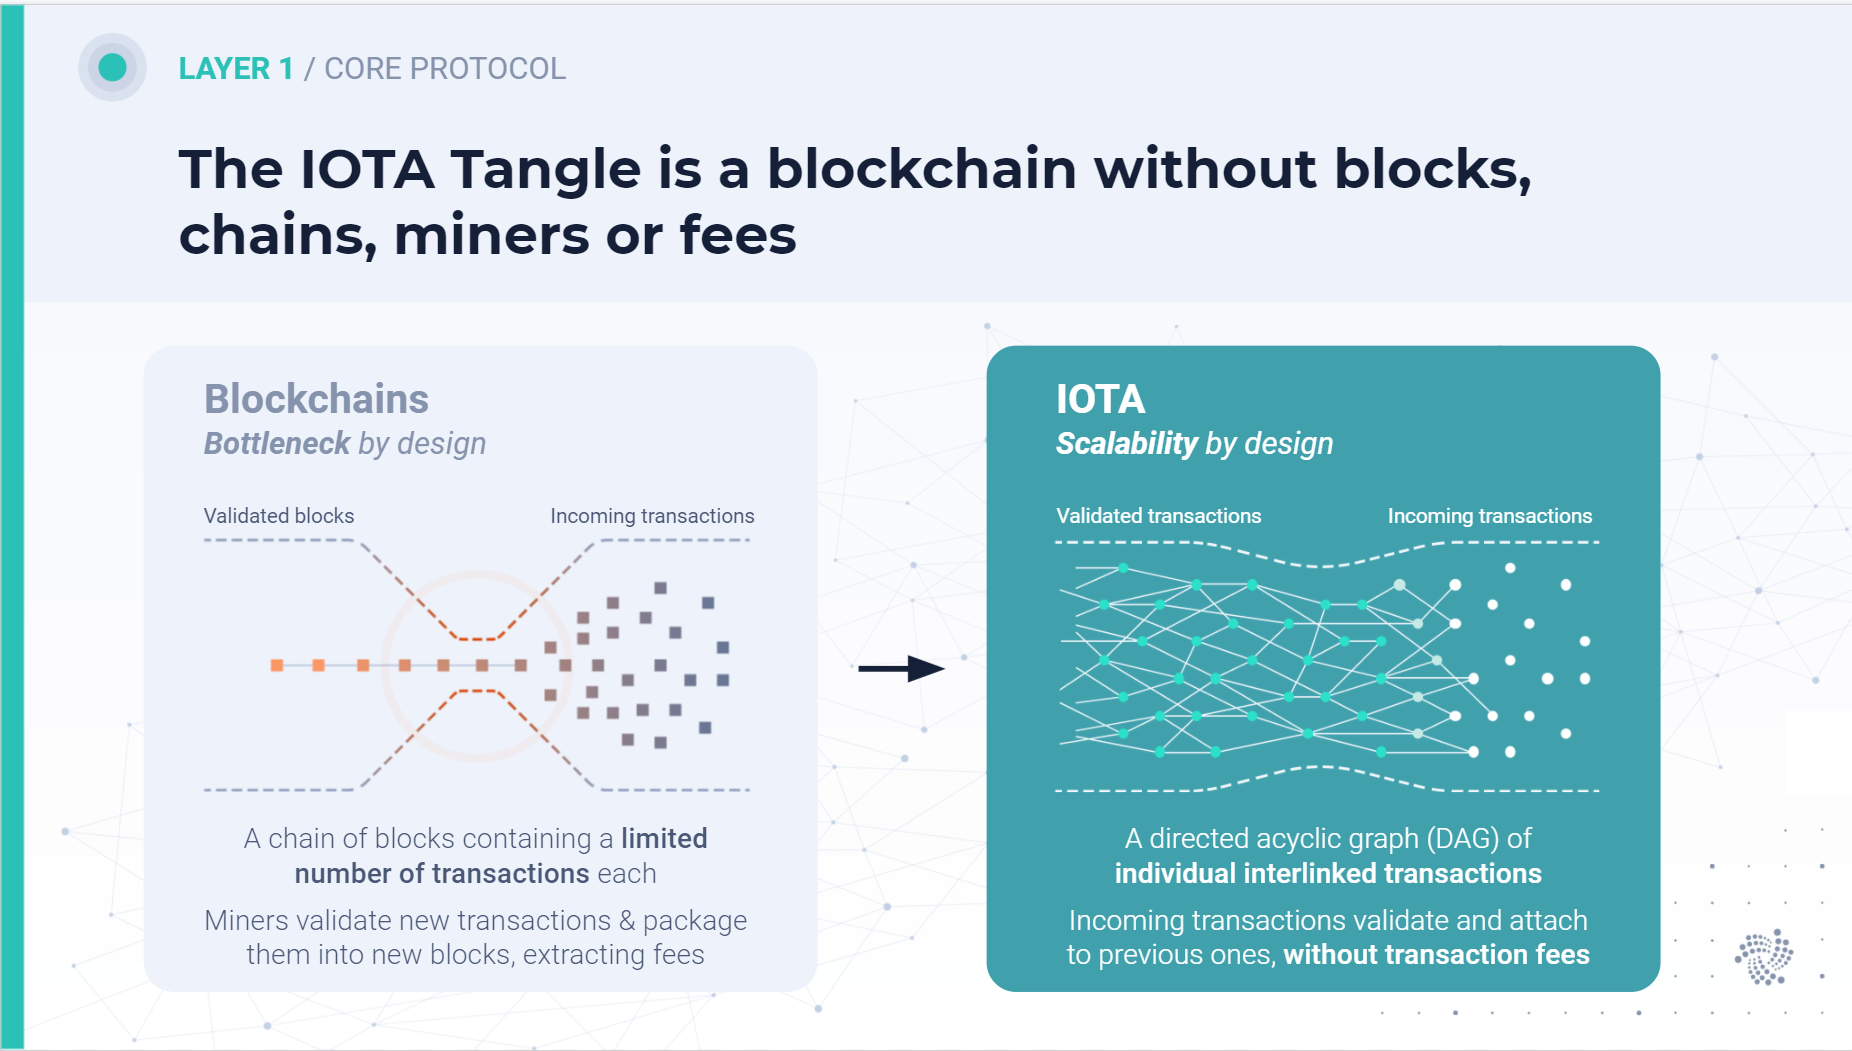 LAYER 1 / CORE PROTOCOL
The IOTA Tangle is a blockchain without blocks,
chains, miners or fees
Blockchains
Bottleneck by design
Validated blocks
Incoming transactions
A chain of blocks containing a limited
number of transactions each
Miners validate new transactions & package
them into new blocks, extracting fees
IOTA
Scalability by design
Validated transactions
Incoming transactions
A directed acyclic graph (DAG) of
individual interlinked transactions
Incoming transactions validate and attach
to previous ones, without transaction fees